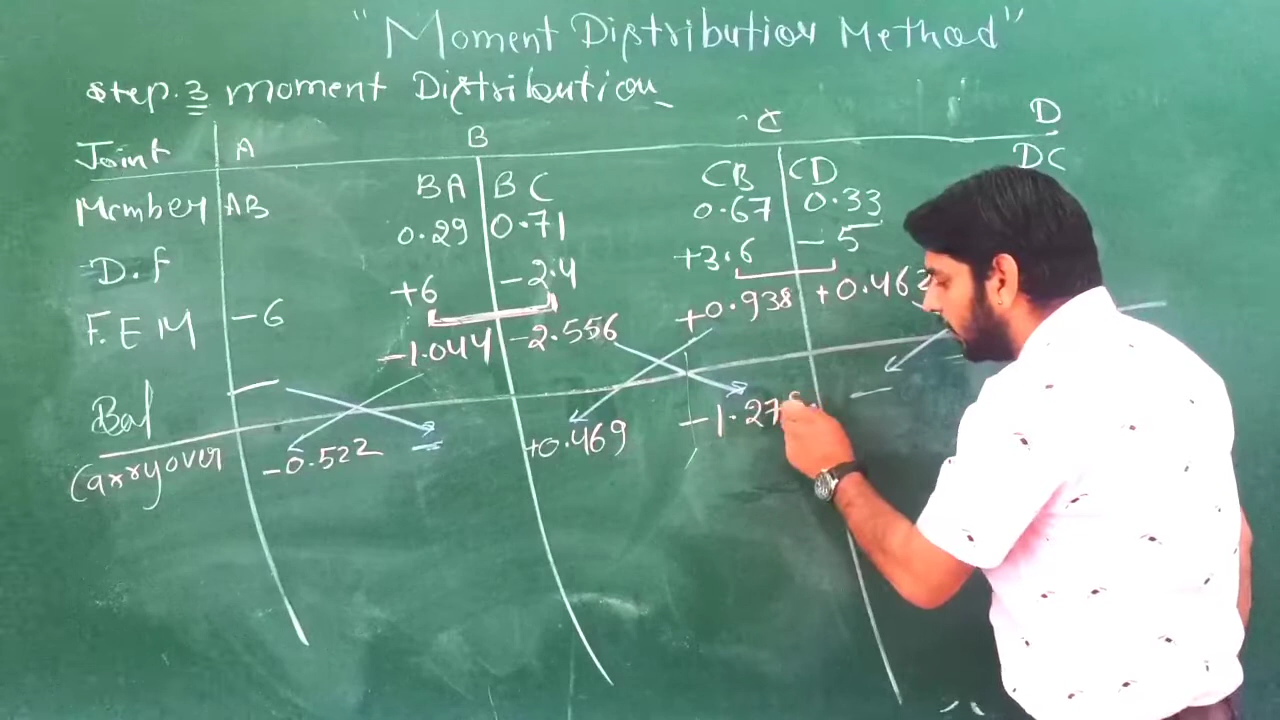 "Moment Distribution Method"
Step.3 moment Distribution
Joint A B C D
Member AB BA BC CB CD DC
D.F 0.29 0.71 0.67 0.33
F.E.M -6 +6 -2.4 +3.6 -5
Bal — -1.044 -2.556 +0.938 +0.462
Carryover -0.522 — +0.469 -1.278 —